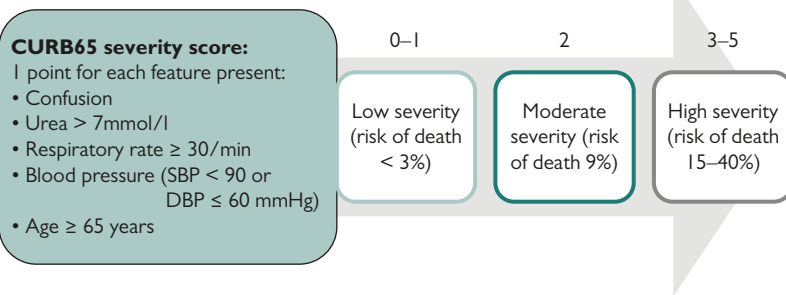 CURB65 severity score:
1 point for each feature present:
• Confusion
• Urea > 7mmol/l
• Respiratory rate ≥ 30/min
• Blood pressure (SBP < 90 or
DBP ≤ 60 mmHg)
• Age ≥ 65 years
0–1
Low severity
(risk of death
< 3%)
2
Moderate
severity (risk
of death 9%)
3–5
High severity
(risk of death
15–40%)